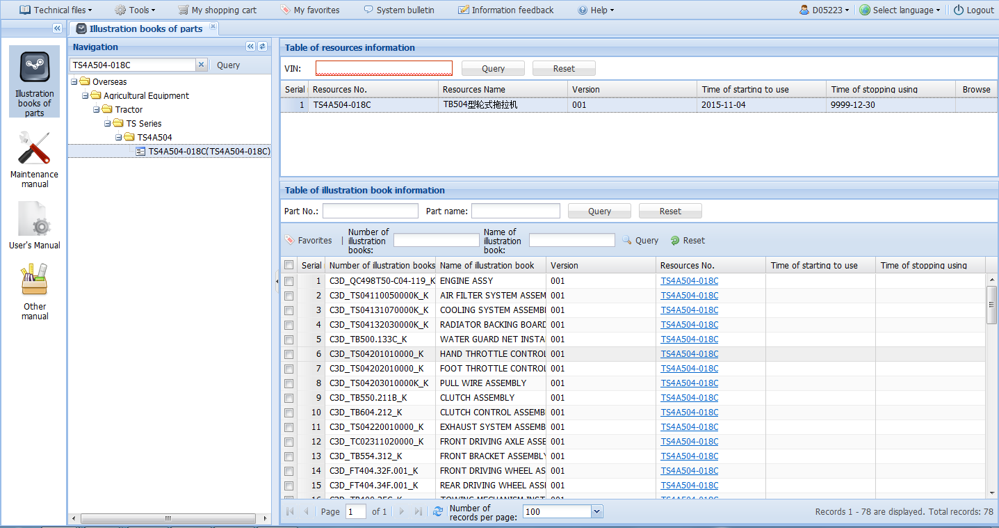 Technical files Tools My shopping cart My favorites System bulletin Information feedback Help D05223 Select language Logout
Illustration books of parts
Illustration books of parts
Maintenance manual
User's Manual
Other manual
Navigation
TS4A504-018C Query
Overseas
Agricultural Equipment
Tractor
TS Series
TS4A504
TS4A504-018C(TS4A504-018C)
Table of resources information
VIN: Query Reset
Serial Resources No. Resources Name Version Time of starting to use Time of stopping using Browse
1 TS4A504-018C TB504型轮式拖拉机 001 2015-11-04 9999-12-30
Table of illustration book information
Part No.: Part name: Query Reset
Favorites | Number of illustration books: Name of illustration book: Query Reset
Serial Number of illustration books Name of illustration book Version Resources No. Time of starting to use Time of stopping using
1 C3D_QC498T50-C04-119_K ENGINE ASSY 001 TS4A504-018C
2 C3D_TS04110050000K_K AIR FILTER SYSTEM ASSEM 001 TS4A504-018C
3 C3D_TS04131070000K_K COOLING SYSTEM ASSEMBL 001 TS4A504-018C
4 C3D_TS04132030000K_K RADIATOR BACKING BOARD 001 TS4A504-018C
5 C3D_TB500.133C_K WATER GUARD NET INSTA 001 TS4A504-018C
6 C3D_TS04201010000_K HAND THROTTLE CONTROL 001 TS4A504-018C
7 C3D_TS04202010000_K FOOT THROTTLE CONTROL 001 TS4A504-018C
8 C3D_TS04203010000K_K PULL WIRE ASSEMBLY 001 TS4A504-018C
9 C3D_TB550.211B_K CLUTCH ASSEMBLY 001 TS4A504-018C
10 C3D_TB604.212_K CLUTCH CONTROL ASSEMB 001 TS4A504-018C
11 C3D_TS04220010000_K EXHAUST SYSTEM ASSEMB 001 TS4A504-018C
12 C3D_TC02311020000_K FRONT DRIVING AXLE ASSE 001 TS4A504-018C
13 C3D_TB554.312_K FRONT BRACKET ASSEMBLY 001 TS4A504-018C
14 C3D_FT404.32F.001_K FRONT DRIVING WHEEL AS 001 TS4A504-018C
15 C3D_FT404.34F.001_K REAR DRIVING WHEEL ASS 001 TS4A504-018C
Page 1 of 1 Number of records per page: 100 Records 1 - 78 are displayed. Total records: 78